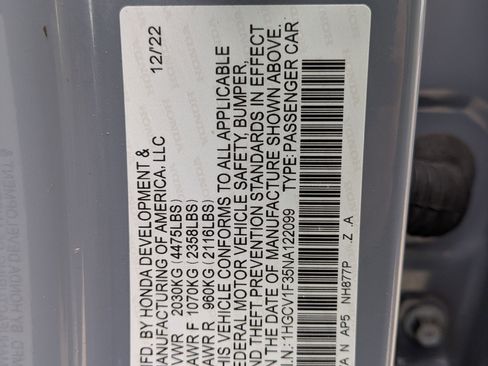 MFD. BY HONDA DEVELOPMENT &
MANUFACTURING OF AMERICA, LLC 12/22
GVWR 2030KG (4475LBS)
GAWR F 1070KG (2358LBS)
GAWR R 960KG (2116LBS)
THIS VEHICLE CONFORMS TO ALL APPLICABLE
FEDERAL MOTOR VEHICLE SAFETY, BUMPER,
AND THEFT PREVENTION STANDARDS IN EFFECT
ON THE DATE OF MANUFACTURE SHOWN ABOVE.
V.I.N.: 1HGCV1F35NA122099 TYPE:PASSENGER CAR
A N AP5 NH877P Z .A